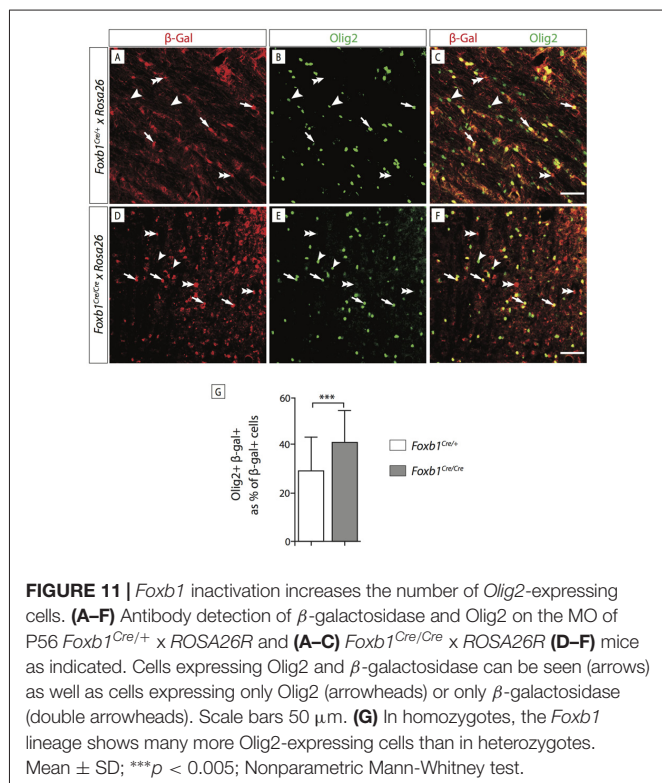 β-Gal Olig2 β-Gal Olig2
Foxb1Cre/+ x Rosa26
A B C
Foxb1Cre/Cre x Rosa26
D E F
G
Olig2+ β-gal+
as % of β-gal+ cells
60
40
20
0
***
Foxb1Cre/+
Foxb1Cre/Cre
FIGURE 11 | Foxb1 inactivation increases the number of Olig2-expressing
cells. (A–F) Antibody detection of β-galactosidase and Olig2 on the MO of
P56 Foxb1Cre/+ x ROSA26R and (A–C) Foxb1Cre/Cre x ROSA26R (D–F) mice
as indicated. Cells expressing Olig2 and β-galactosidase can be seen (arrows)
as well as cells expressing only Olig2 (arrowheads) or only β-galactosidase
(double arrowheads). Scale bars 50 μm. (G) In homozygotes, the Foxb1
lineage shows many more Olig2-expressing cells than in heterozygotes.
Mean ± SD; ***p < 0.005; Nonparametric Mann-Whitney test.